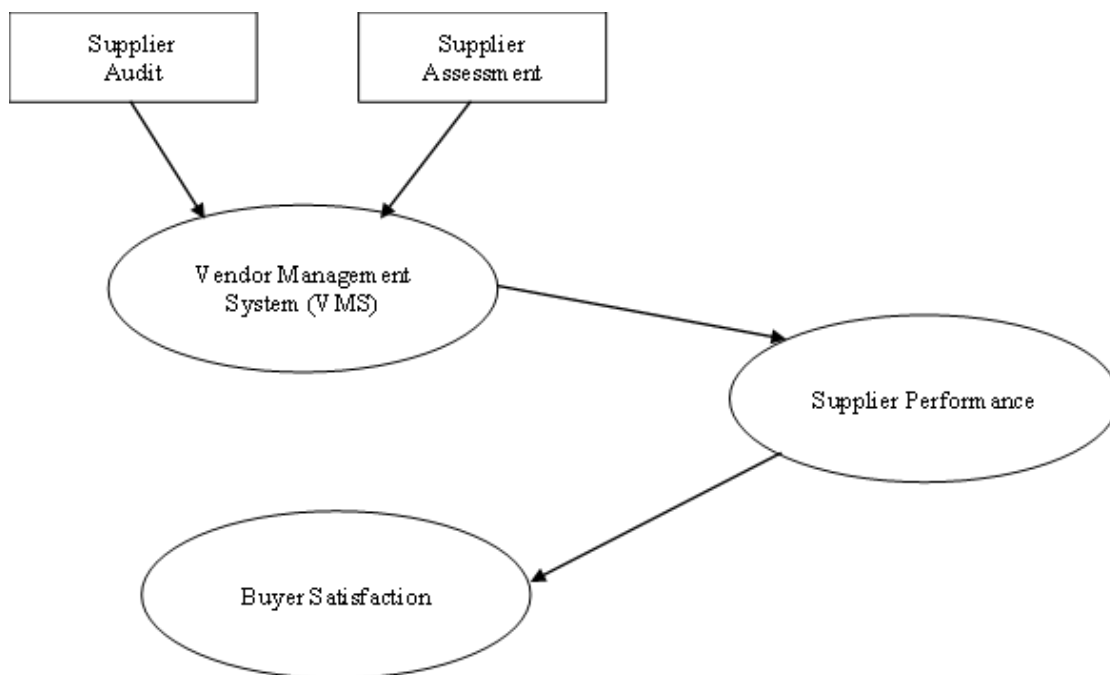 Supplier
Audit
Supplier
Assessment
Vendor Management
System (VMS)
Supplier Performance
Buyer Satisfaction